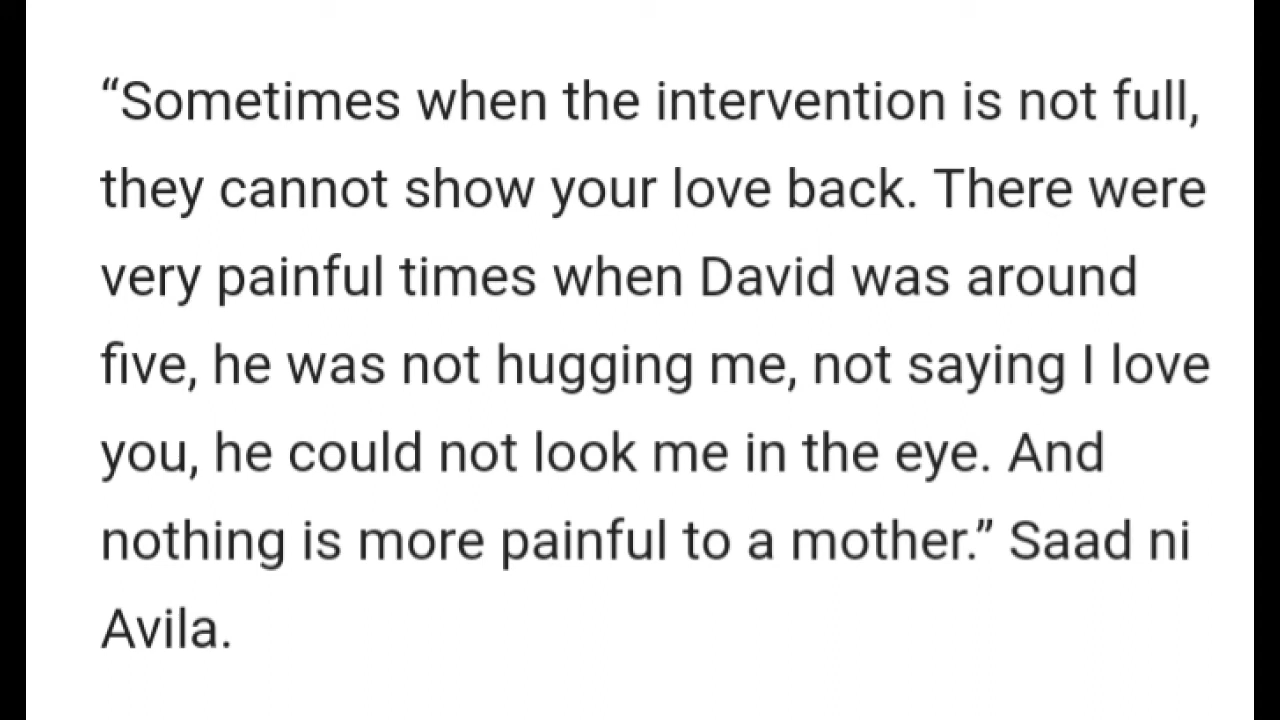 “Sometimes when the intervention is not full,
they cannot show your love back. There were
very painful times when David was around
five, he was not hugging me, not saying I love
you, he could not look me in the eye. And
nothing is more painful to a mother.” Saad ni
Avila.